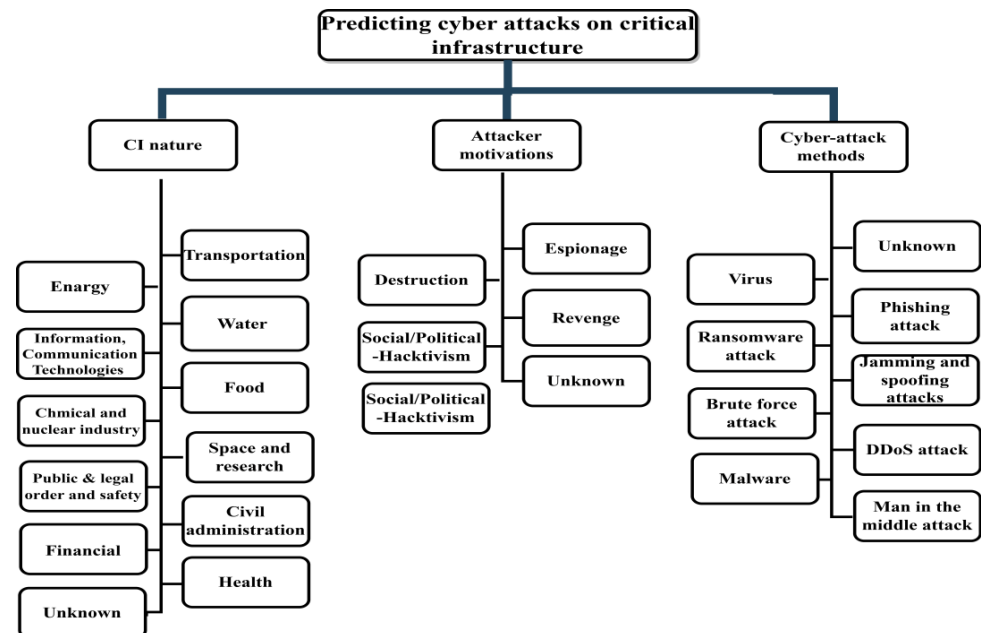 Predicting cyber attacks on critical
infrastructure
CI nature
Transportation
Enargy
Water
Information,
Communication
Technologies
Food
Chmical and
nuclear industry
Space and
research
Public & legal
order and safety
Civil
administration
Financial
Health
Unknown
Attacker
motivations
Espionage
Destruction
Revenge
Social/Political
-Hacktivism
Unknown
Social/Political
-Hacktivism
Cyber-attack
methods
Unknown
Virus
Phishing
attack
Ransomware
attack
Jamming and
spoofing
attacks
Brute force
attack
DDoS attack
Malware
Man in the
middle attack